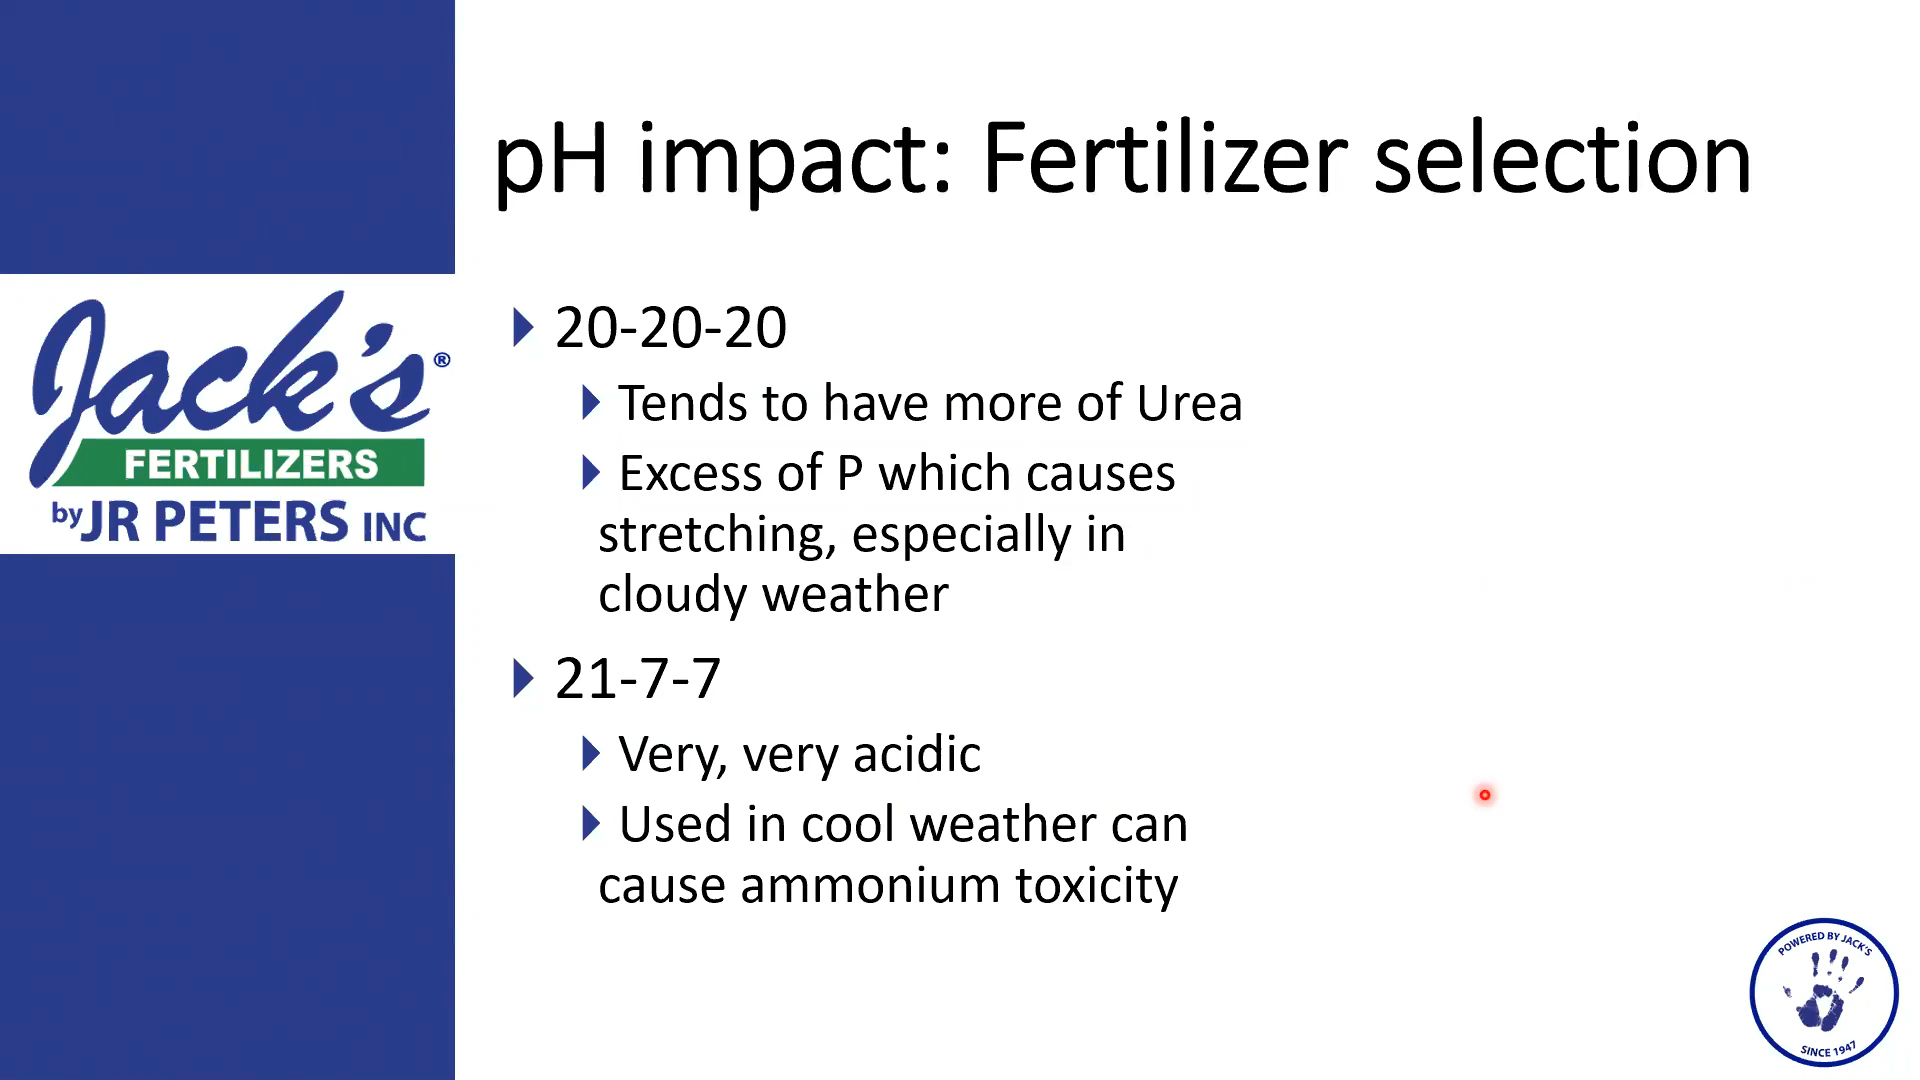 pH impact: Fertilizer selection
Jack's®
FERTILIZERS
by JR PETERS INC
20-20-20
Tends to have more of Urea
Excess of P which causes
stretching, especially in
cloudy weather
21-7-7
Very, very acidic
Used in cool weather can
cause ammonium toxicity
POWERED BY JACK'S
SINCE 1947